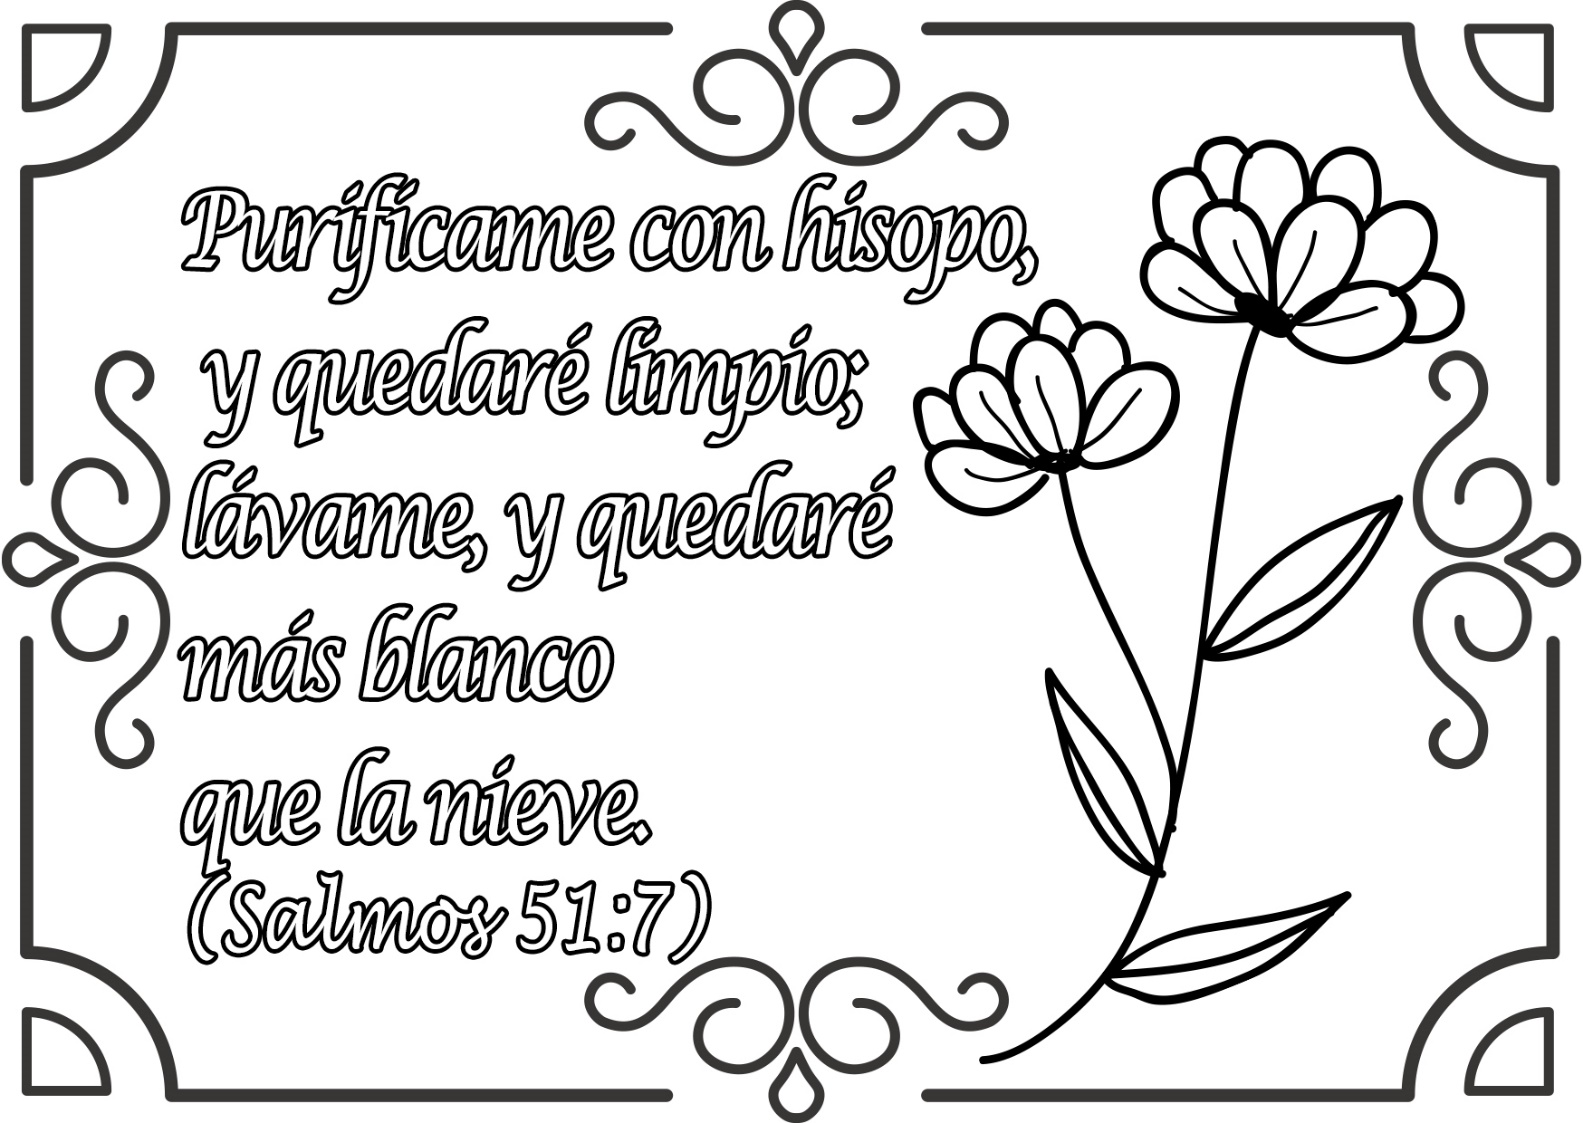 Purifícame con hisopo,
y quedaré limpio;
lávame, y quedaré
más blanco
que la nieve.
(Salmos 51:7)